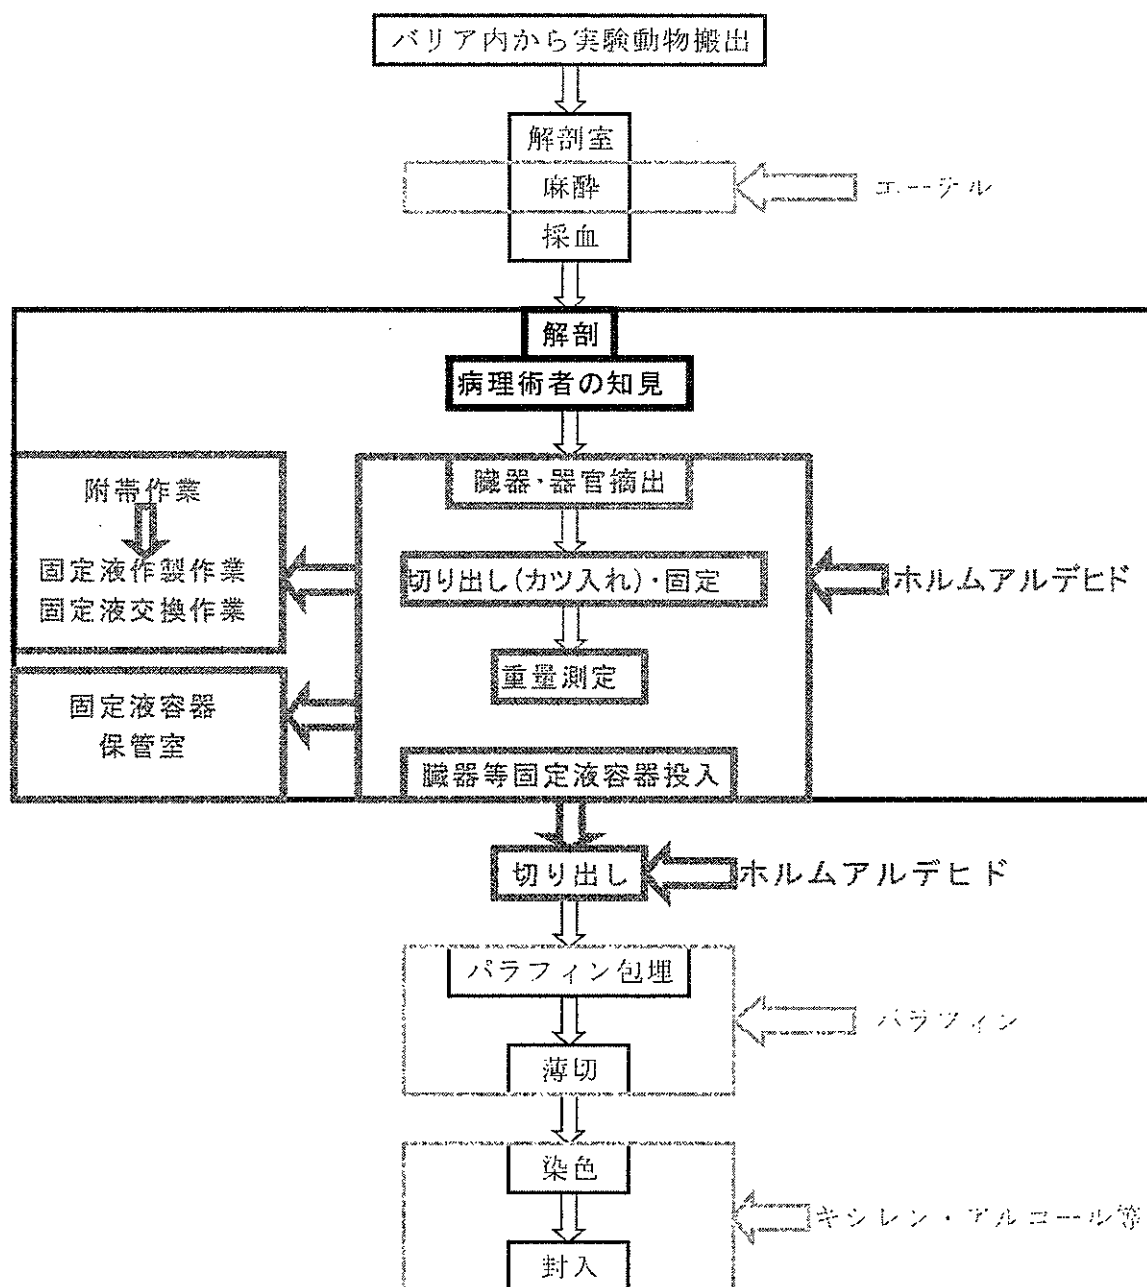 バリア内から実験動物搬出
解剖室
麻酔
エーテル
採血
解剖
病理術者の知見
臓器・器官摘出
附帯作業
固定液作製作業
固定液交換作業
切り出し(カツ入れ)・固定
ホルムアルデヒド
重量測定
固定液容器
保管室
臓器等固定液容器投入
切り出し
ホルムアルデヒド
パラフィン包埋
パラフィン
薄切
染色
キシレン・アルコール等
封入